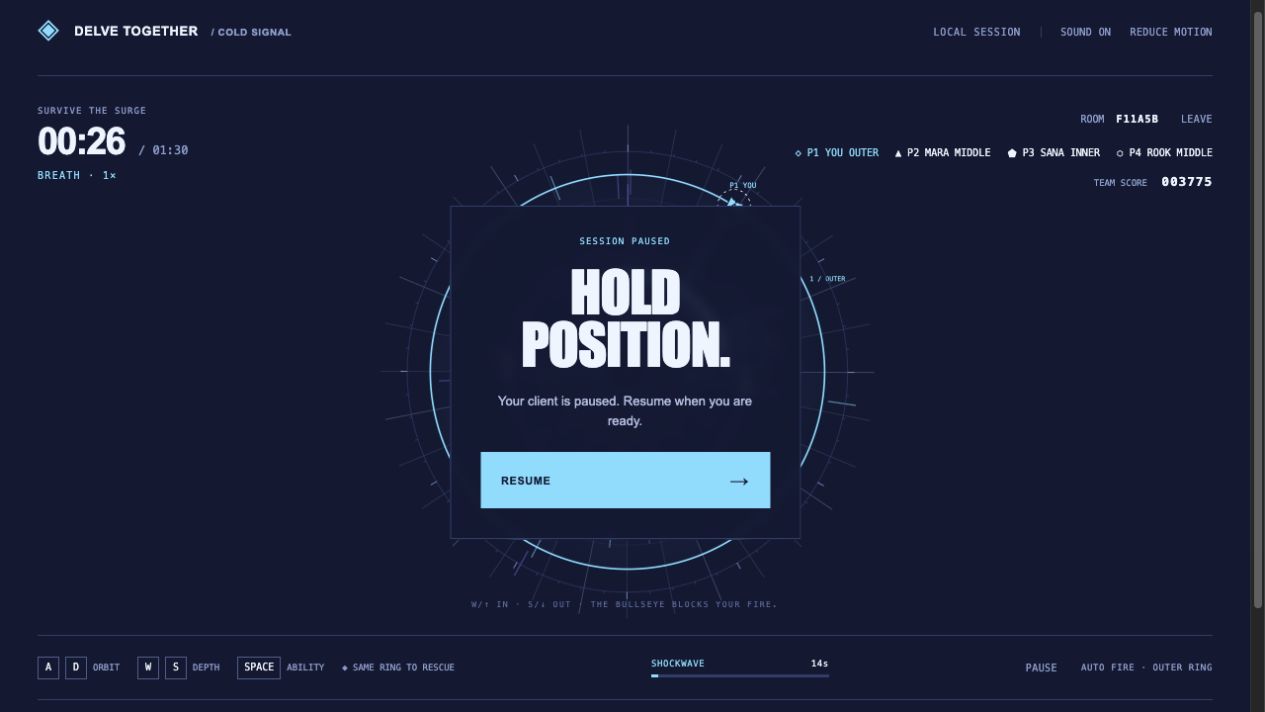 DELVE TOGETHER / COLD SIGNAL
LOCAL SESSION SOUND ON REDUCE MOTION
SURVIVE THE SURGE
00:26 / 01:30
BREATH · 1×
ROOM F11A5B LEAVE
◇ P1 YOU OUTER ▲ P2 MARA MIDDLE ⬟ P3 SANA INNER ○ P4 ROOK MIDDLE
TEAM SCORE 003775
P1 YOU
1 / OUTER
SESSION PAUSED
HOLD
POSITION.
Your client is paused. Resume when you are
ready.
RESUME →
W/↑ IN · S/↓ OUT · THE BULLSEYE BLOCKS YOUR FIRE.
A D ORBIT W S DEPTH SPACE ABILITY ◆ SAME RING TO RESCUE
SHOCKWAVE 14s
PAUSE AUTO FIRE · OUTER RING